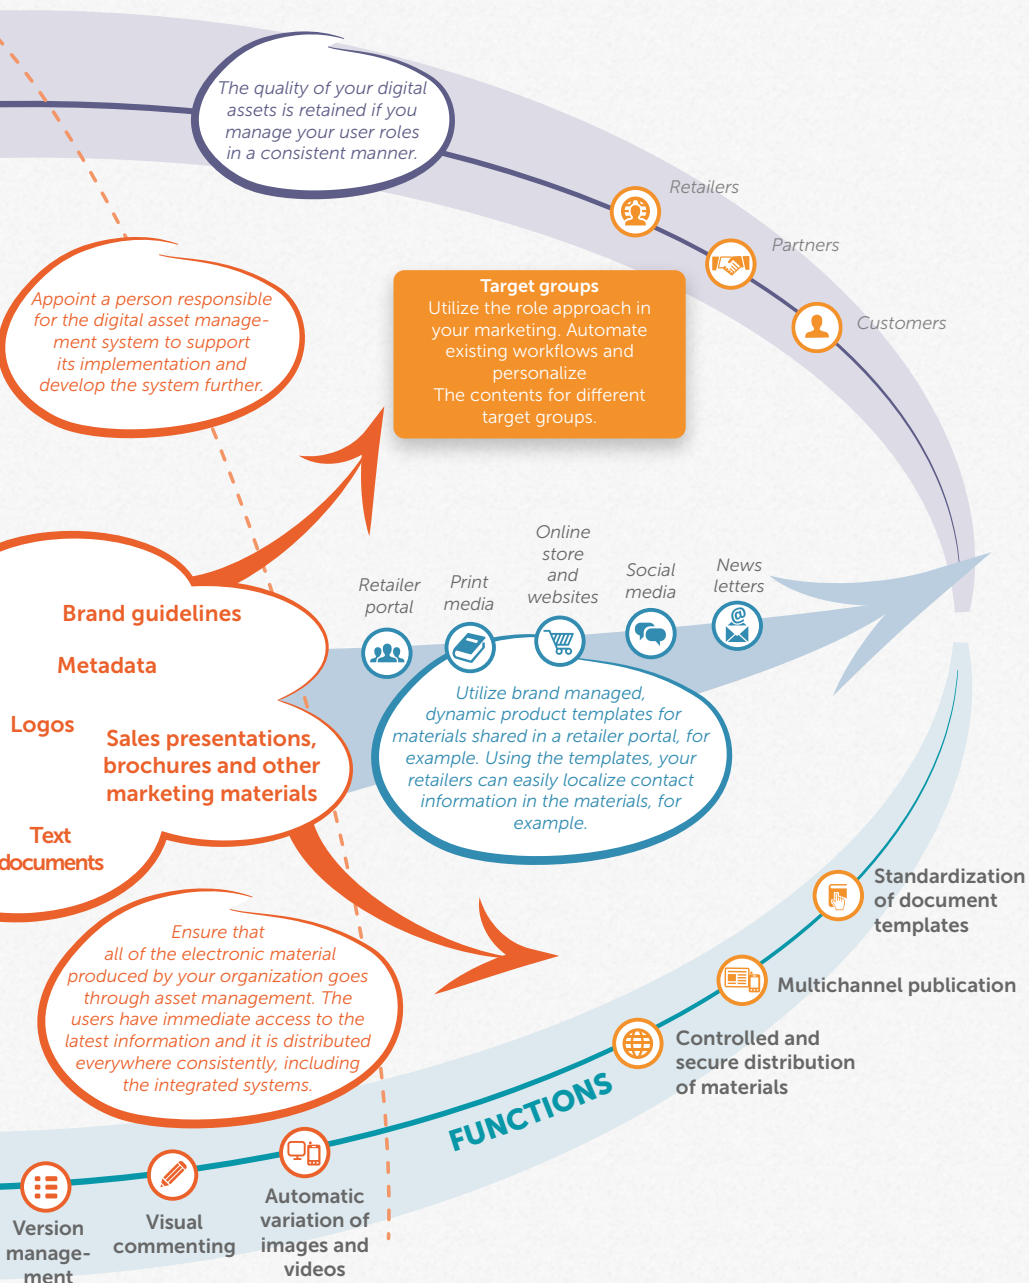 The quality of your digital
assets is retained if you
manage your user roles
in a consistent manner.
Retailers
Partners
Customers
Appoint a person responsible
for the digital asset manage-
ment system to support
its implementation and
develop the system further.
Target groups
Utilize the role approach in
your marketing. Automate
existing workflows and
personalize
The contents for different
target groups.
Retailer
portal
Print
media
Online
store
and
websites
Social
media
News
letters
Brand guidelines
Metadata
Logos
Sales presentations,
brochures and other
marketing materials
Text
documents
Utilize brand managed,
dynamic product templates for
materials shared in a retailer portal, for
example. Using the templates, your
retailers can easily localize contact
information in the materials, for
example.
Ensure that
all of the electronic material
produced by your organization goes
through asset management. The
users have immediate access to the
latest information and it is distributed
everywhere consistently, including
the integrated systems.
Standardization
of document
templates
Multichannel publication
Controlled and
secure distribution
of materials
FUNCTIONS
Automatic
variation of
images and
videos
Visual
commenting
Version
manage-
ment